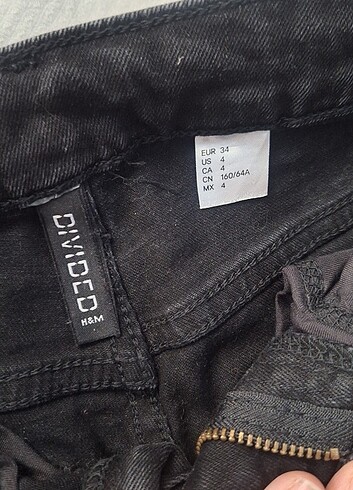 EUR 34
US 4
CA 4
CN 160/64A
MX 4
DIVIDED
H&M